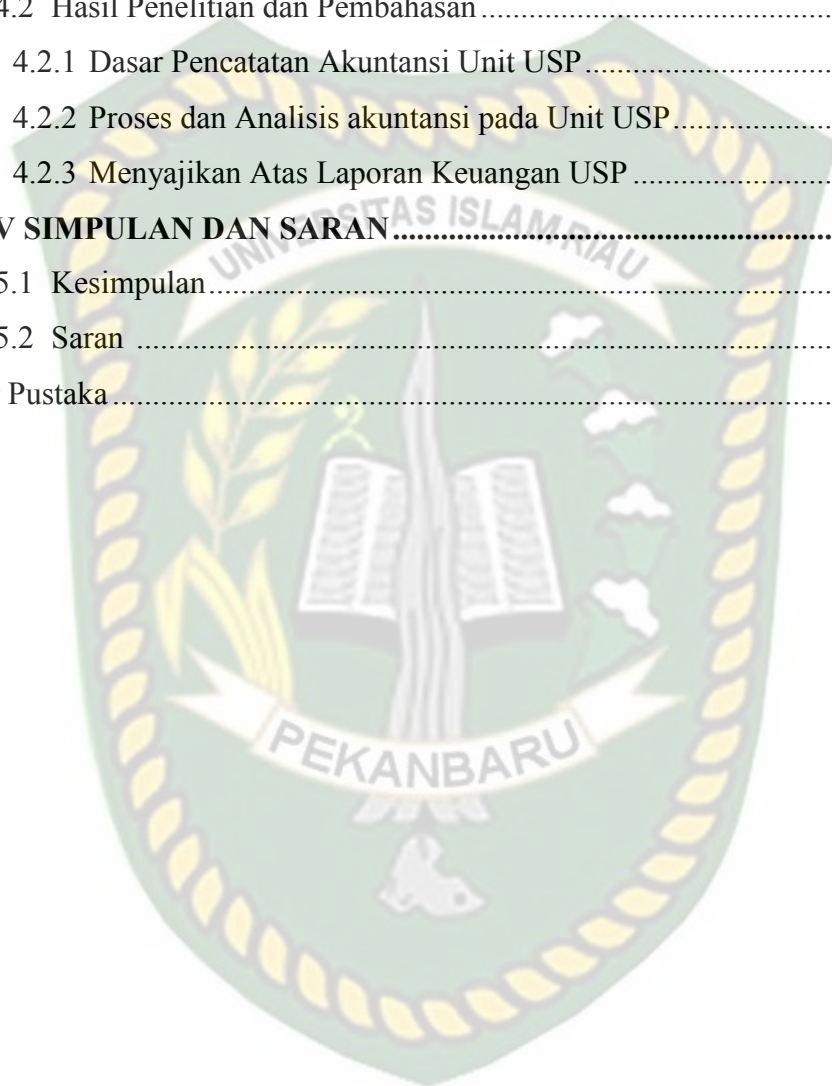 4.2 Hasil Penelitian dan Pembahasan ........................................
4.2.1 Dasar Pencatatan Akuntansi Unit USP ..............................
4.2.2 Proses dan Analisis akuntansi pada Unit USP ....................
4.2.3 Menyajikan Atas Laporan Keuangan USP ........................
V SIMPULAN DAN SARAN ....................................................
5.1 Kesimpulan ........................................................................
5.2 Saran ................................................................................
Pustaka ..................................................................................
UNIVERSITAS ISLAM RIAU
PEKANBARU